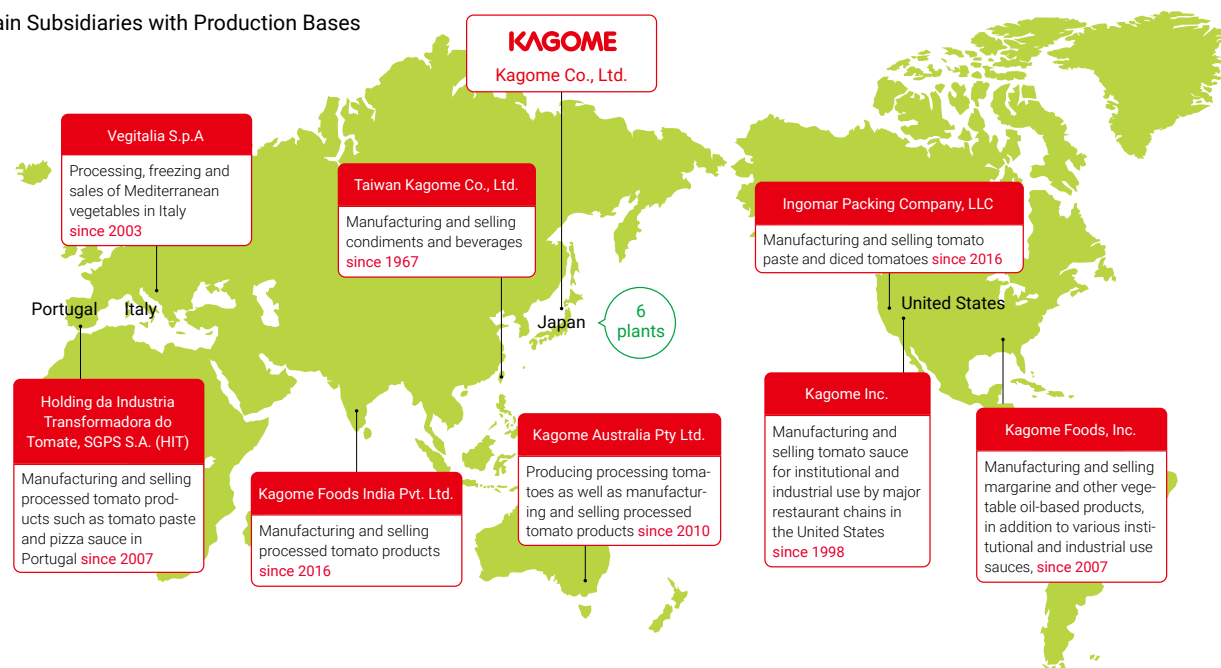 ain Subsidiaries with Production Bases
KAGOME
Kagome Co., Ltd.
Vegitalia S.p.A
Processing, freezing and
sales of Mediterranean
vegetables in Italy
since 2003
Taiwan Kagome Co., Ltd.
Manufacturing and selling
condiments and beverages
since 1967
Ingomar Packing Company, LLC
Manufacturing and selling tomato
paste and diced tomatoes since 2016
Portugal
Italy
Japan
6
plants
United States
Holding da Industria
Transformadora do
Tomate, SGPS S.A. (HIT)
Manufacturing and selling
processed tomato prod-
ucts such as tomato paste
and pizza sauce in
Portugal since 2007
Kagome Foods India Pvt. Ltd.
Manufacturing and selling
processed tomato products
since 2016
Kagome Australia Pty Ltd.
Producing processing toma-
toes as well as manufactur-
ing and selling processed
tomato products since 2010
Kagome Inc.
Manufacturing and
selling tomato sauce
for institutional and
industrial use by major
restaurant chains in
the United States
since 1998
Kagome Foods, Inc.
Manufacturing and selling
margarine and other vege-
table oil-based products,
in addition to various insti-
tutional and industrial use
sauces, since 2007